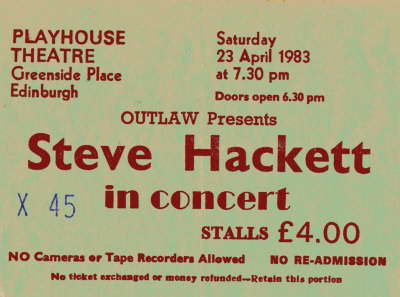 PLAYHOUSE
THEATRE
Greenside Place
Edinburgh
Saturday
23 April 1983
at 7.30 pm
Doors open 6.30 pm
OUTLAW Presents
Steve Hackett
in concert
X 45
STALLS £4.00
NO Cameras or Tape Recorders Allowed NO RE-ADMISSION
No ticket exchanged or money refunded—Retain this portion